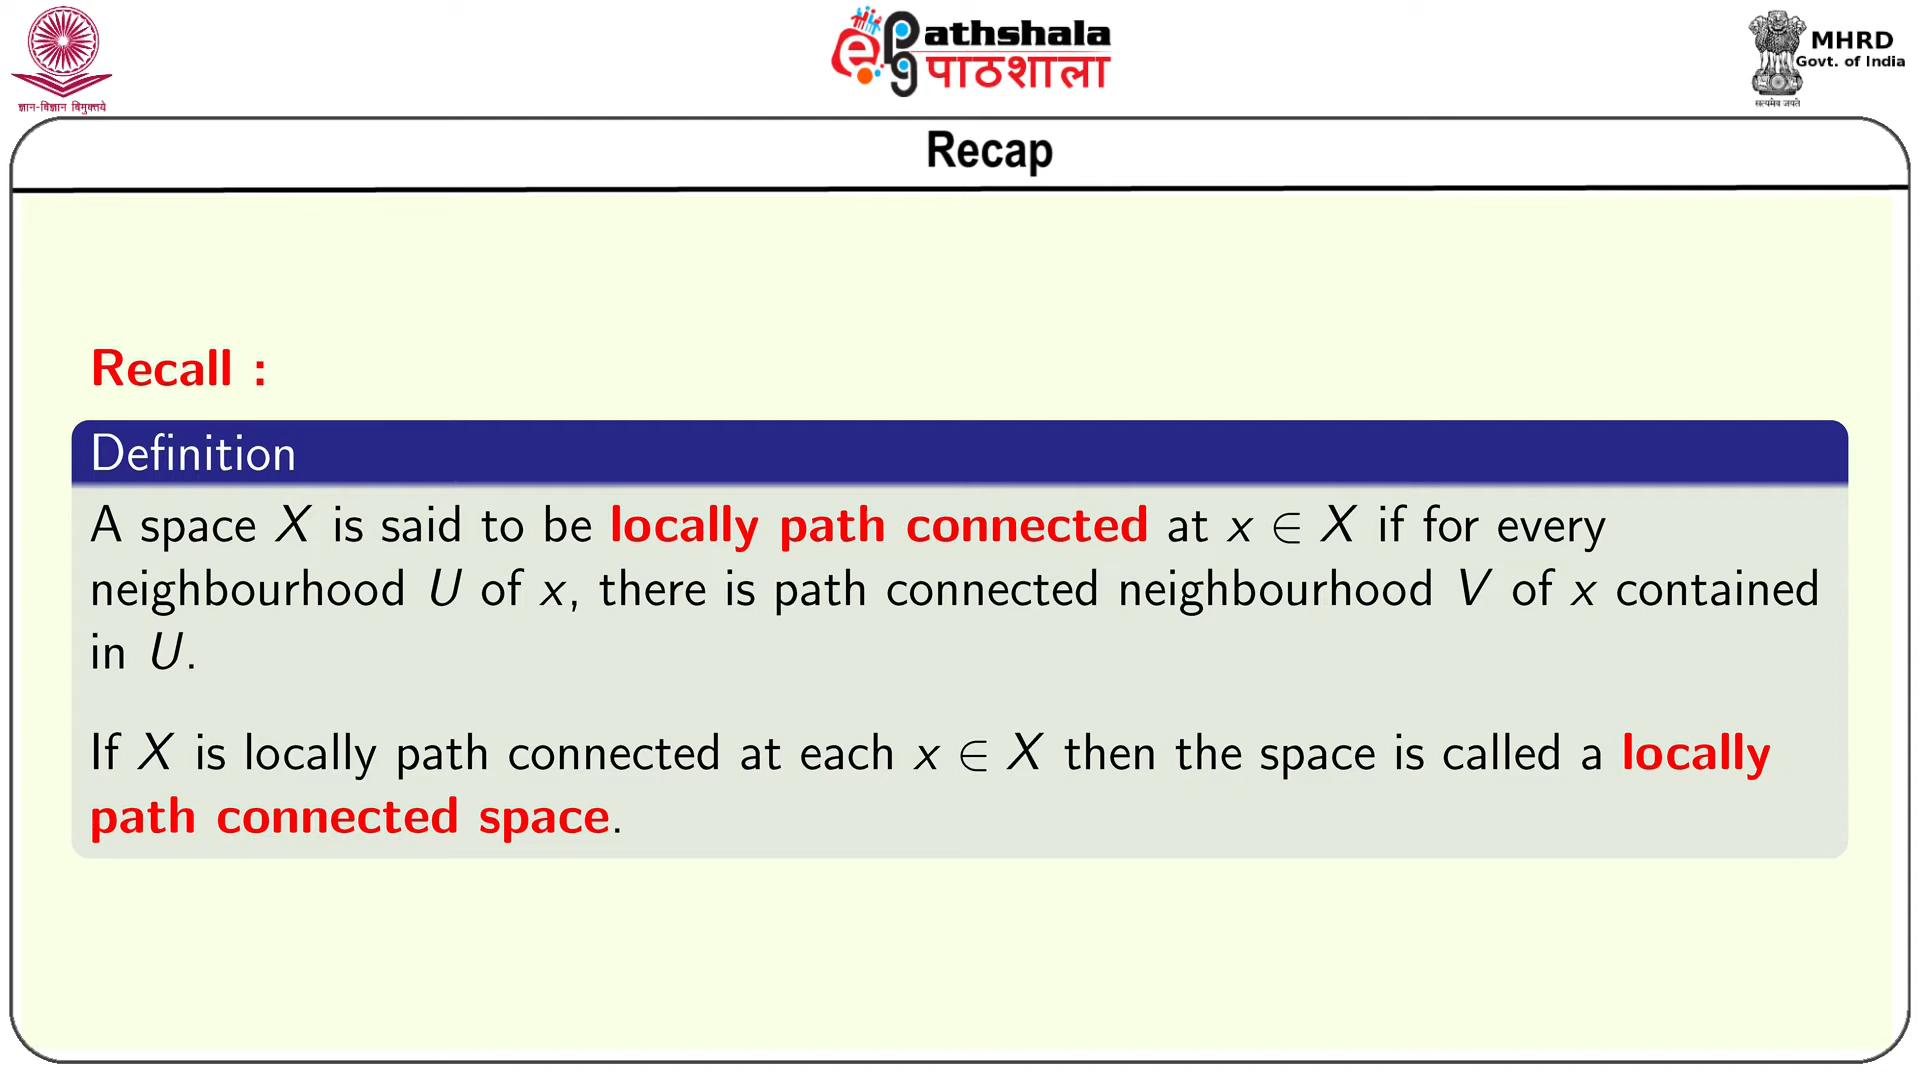 ज्ञान-विज्ञान विमुक्तये
ePG Pathshala
पाठशाला
MHRD
Govt. of India
सत्यमेव जयते
Recap
Recall :
Definition
A space X is said to be locally path connected at x ∈ X if for every
neighbourhood U of x, there is path connected neighbourhood V of x contained
in U.
If X is locally path connected at each x ∈ X then the space is called a locally
path connected space.